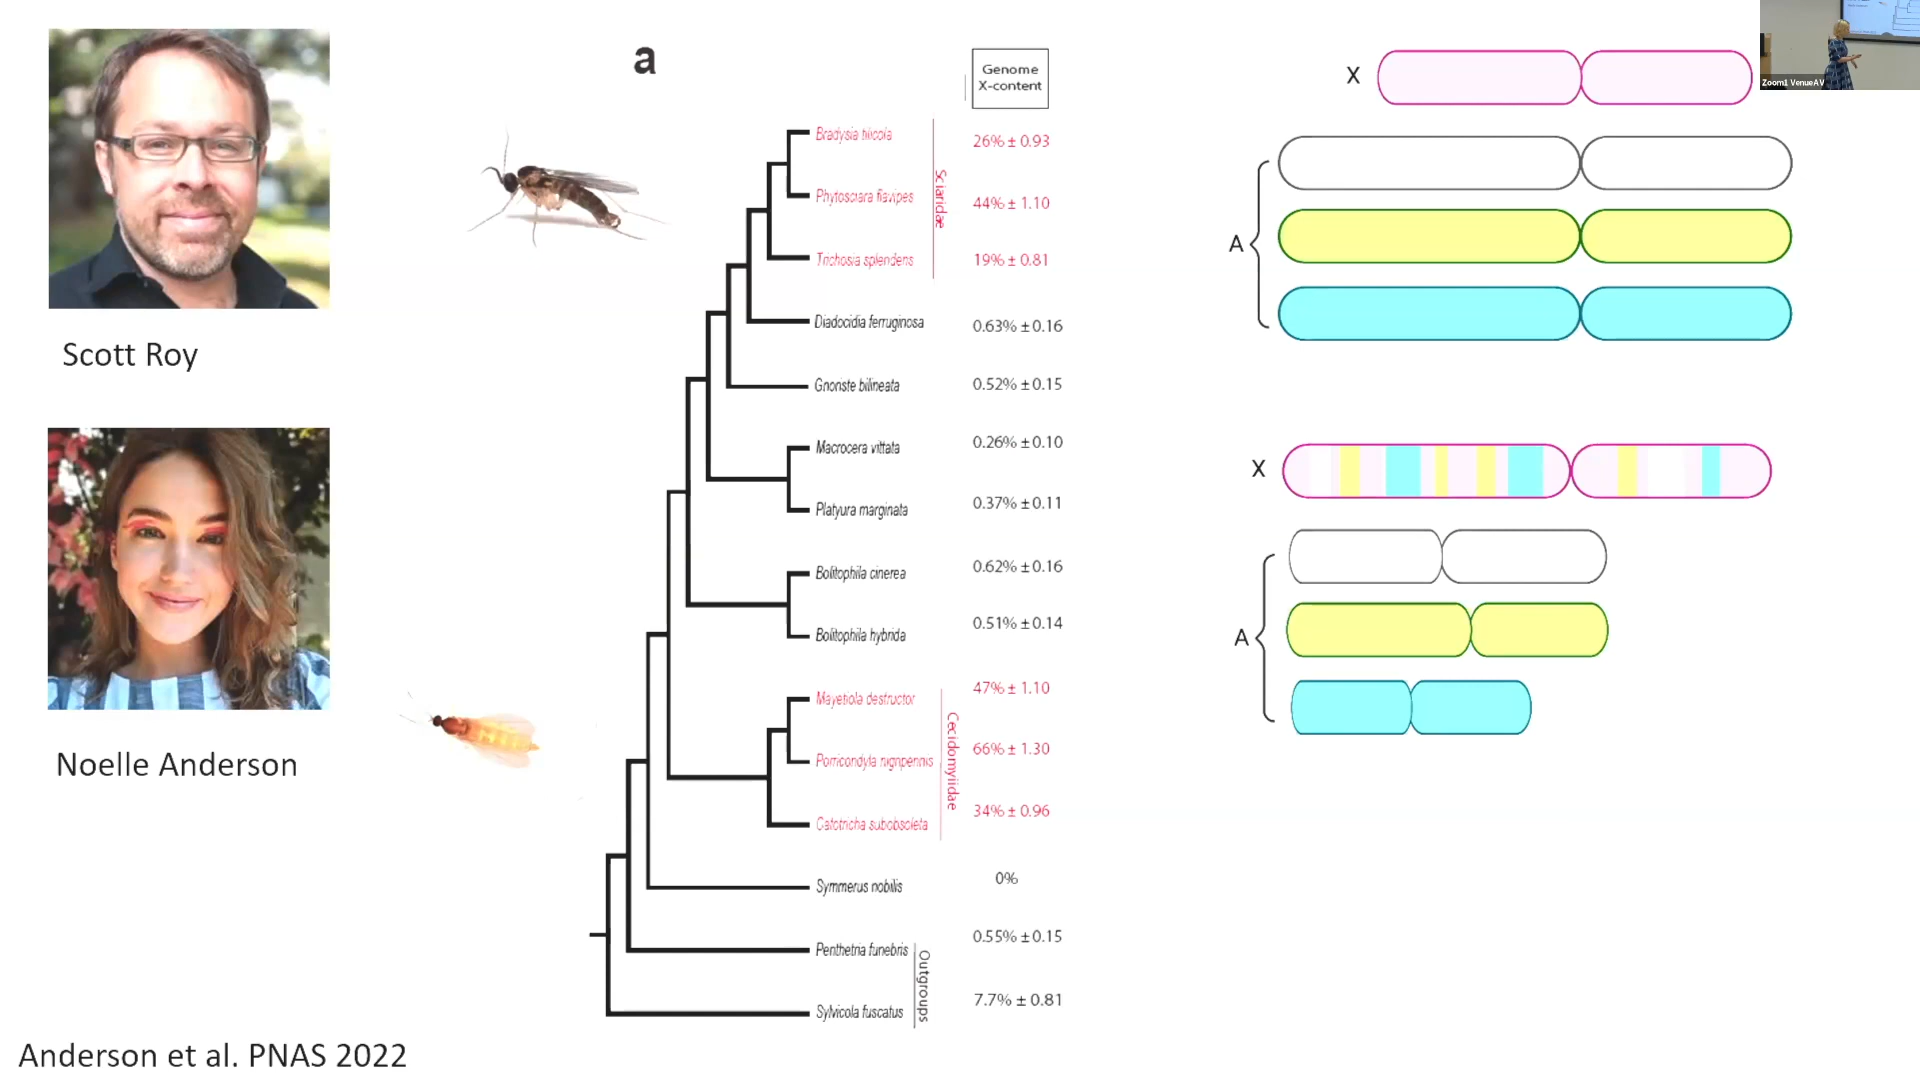 Scott Roy
Noelle Anderson
Anderson et al. PNAS 2022
a
Genome
X-content
Bradysia tilicola 26% ± 0.93
Phytosciara flavipes 44% ± 1.10
Trichosia splendens 19% ± 0.81
Sciaridae
Diadocidia ferruginosa 0.63% ± 0.16
Gnoriste bilineata 0.52% ± 0.15
Macrocera vittata 0.26% ± 0.10
Platyura marginata 0.37% ± 0.11
Bolitophila cinerea 0.62% ± 0.16
Bolitophila hybrida 0.51% ± 0.14
Mayetiola destructor 47% ± 1.10
Porricondyla nigripennis 66% ± 1.30
Catotricha subobsoleta 34% ± 0.96
Cecidomyiidae
Symmerus nobilis 0%
Penthetria funebris 0.55% ± 0.15
Sylvicola fuscatus 7.7% ± 0.81
Outgroups
X
A
X
A
Zoom1 VenueAV